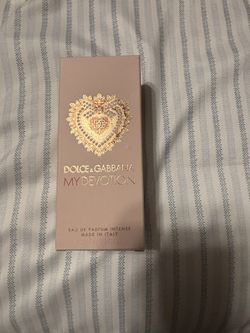 DOLCE&GABBANA
MY DEVOTION
EAU DE PARFUM INTENSE
MADE IN ITALY